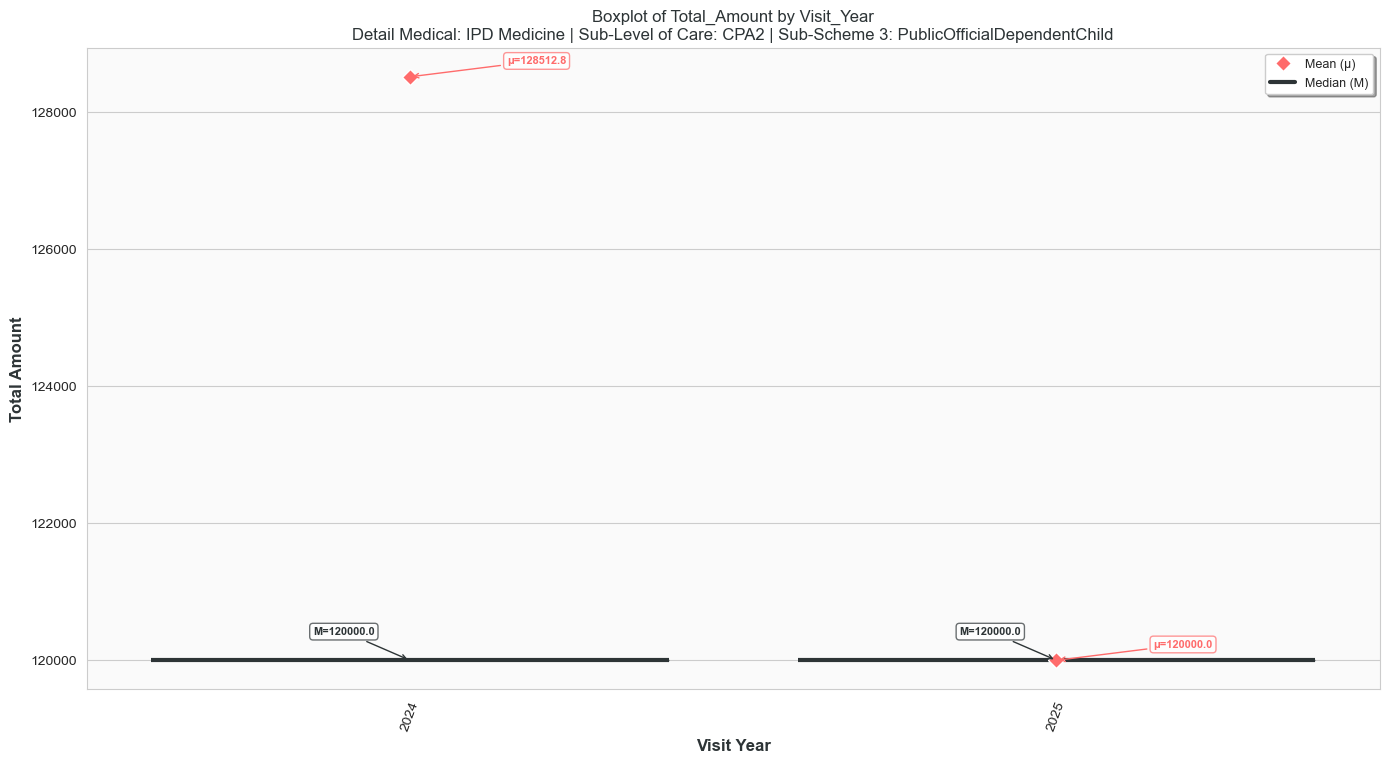 Boxplot of Total_Amount by Visit_Year
Detail Medical: IPD Medicine | Sub-Level of Care: CPA2 | Sub-Scheme 3: PublicOfficialDependentChild
μ=128512.8
Mean (μ)
Median (M)
128000
126000
124000
122000
120000
Total Amount
M=120000.0
M=120000.0
μ=120000.0
2024
2025
Visit Year